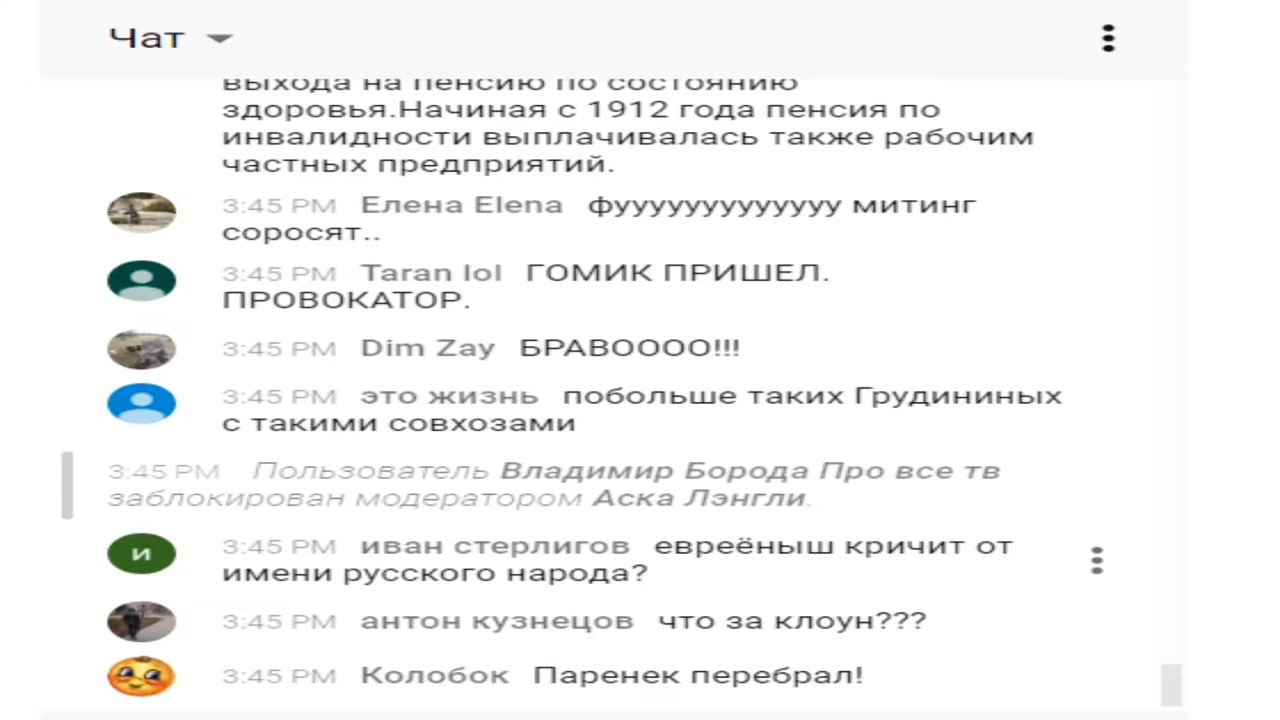 Чат
выхода на пенсию по состоянию
здоровья.Начиная с 1912 года пенсия по
инвалидности выплачивалась также рабочим
частных предприятий.
3:45 PM Елена Elena фууууууууууууу митинг
соросят..
3:45 PM Taran lol ГОМИК ПРИШЕЛ.
ПРОВОКАТОР.
3:45 PM Dim Zay БРАВОООО!!!
3:45 PM это жизнь побольше таких Грудининых
с такими совхозами
3:45 PM Пользователь Владимир Борода Про все тв
заблокирован модератором Аска Лэнгли.
и
3:45 PM иван стерлигов евреёныш кричит от
имени русского народа?
3:45 PM антон кузнецов что за клоун???
3:45 PM Колобок Паренек перебрал!